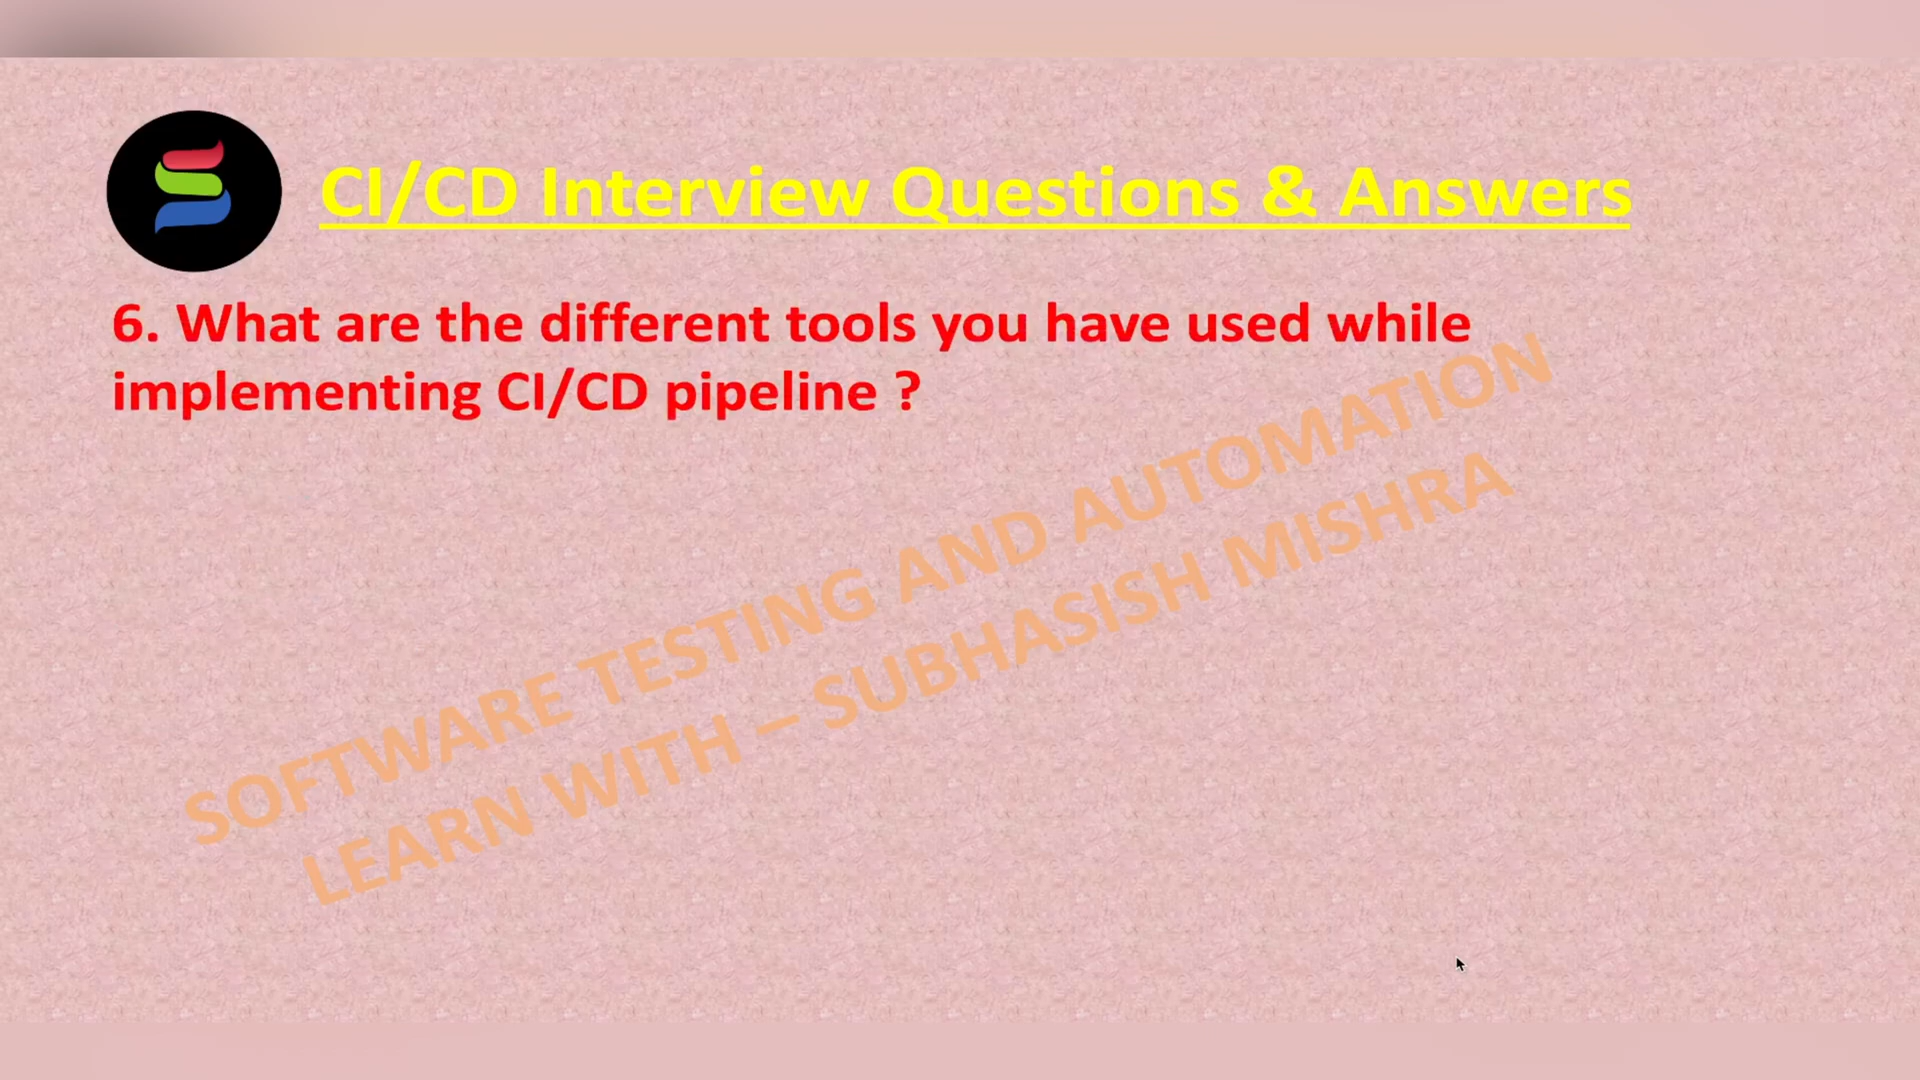 CI/CD Interview Questions & Answers
6. What are the different tools you have used while
implementing CI/CD pipeline ?
SOFTWARE TESTING AND AUTOMATION
LEARN WITH – SUBHASISH MISHRA